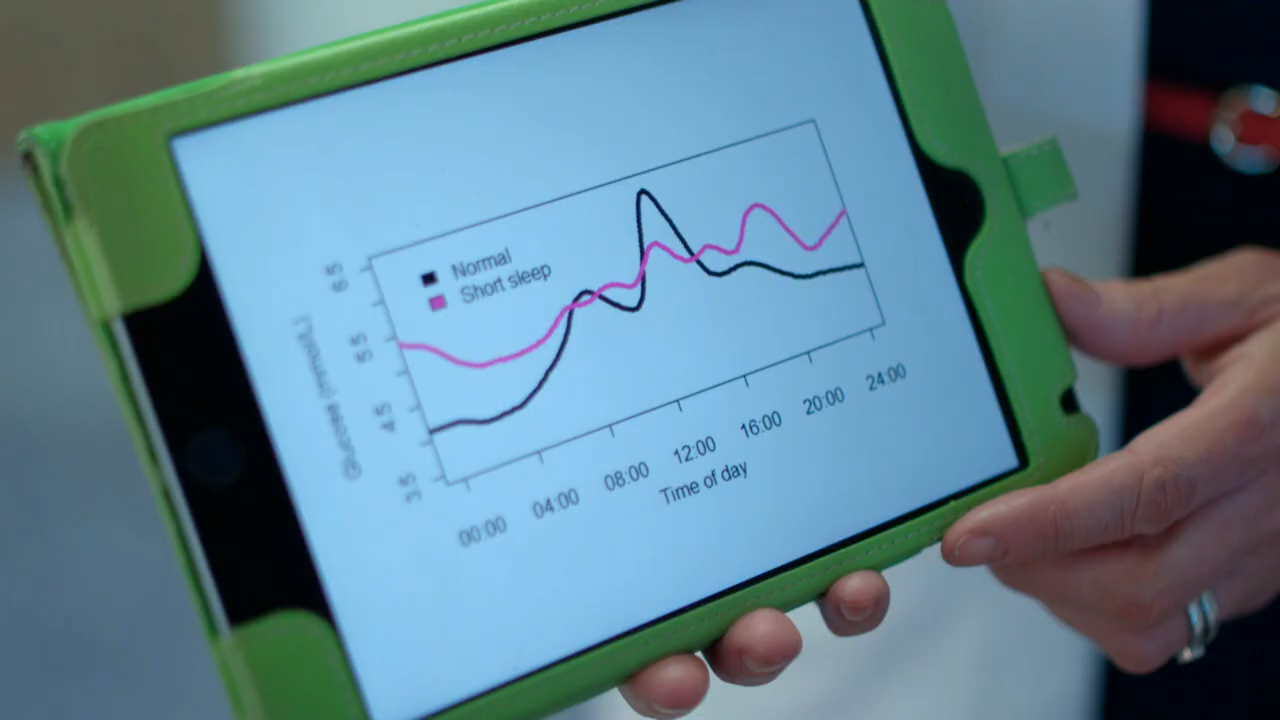 Normal
Short sleep
Glucose (mmol/L)
6.5
5.5
4.5
3.5
00:00
04:00
08:00
12:00
16:00
20:00
24:00
Time of day